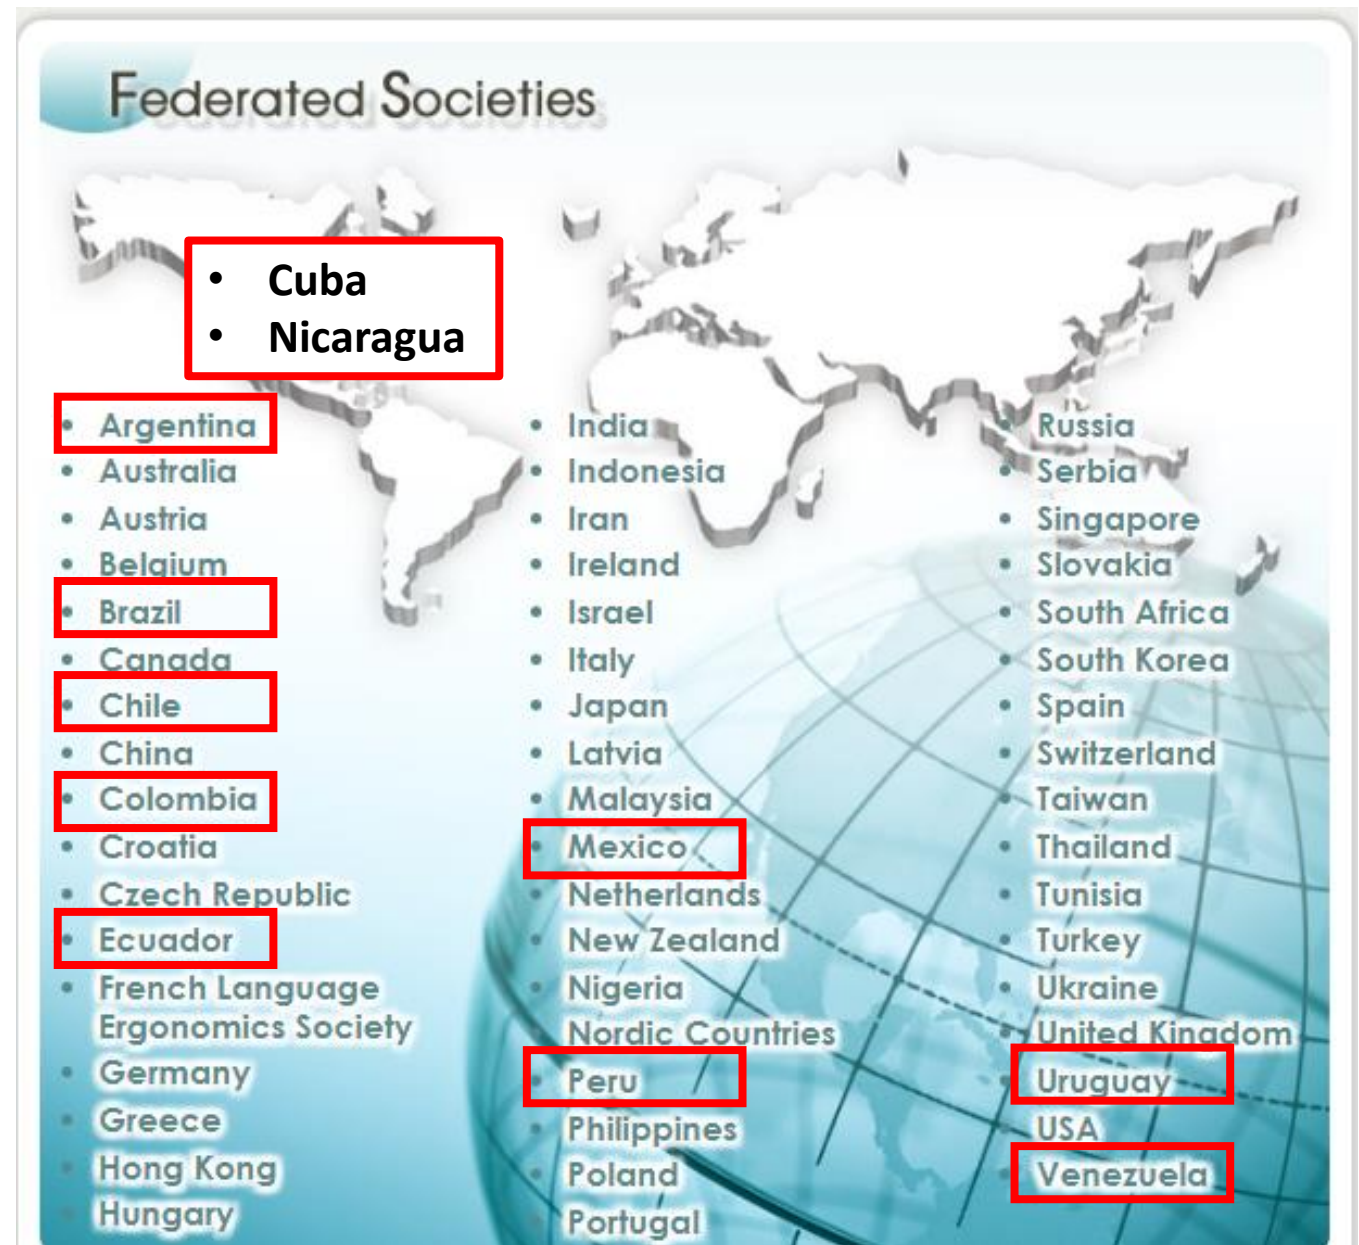 Federated Societies
• Cuba
• Nicaragua
• Argentina
• Australia
• Austria
• Belgium
• Brazil
• Canada
• Chile
• China
• Colombia
• Croatia
• Czech Republic
• Ecuador
• French Language
Ergonomics Society
• Germany
• Greece
• Hong Kong
• Hungary
• India
• Indonesia
• Iran
• Ireland
• Israel
• Italy
• Japan
• Latvia
• Malaysia
• Mexico
• Netherlands
• New Zealand
• Nigeria
• Nordic Countries
• Peru
• Philippines
• Poland
• Portugal
• Russia
• Serbia
• Singapore
• Slovakia
• South Africa
• South Korea
• Spain
• Switzerland
• Taiwan
• Thailand
• Tunisia
• Turkey
• Ukraine
• United Kingdom
• Uruguay
• USA
• Venezuela